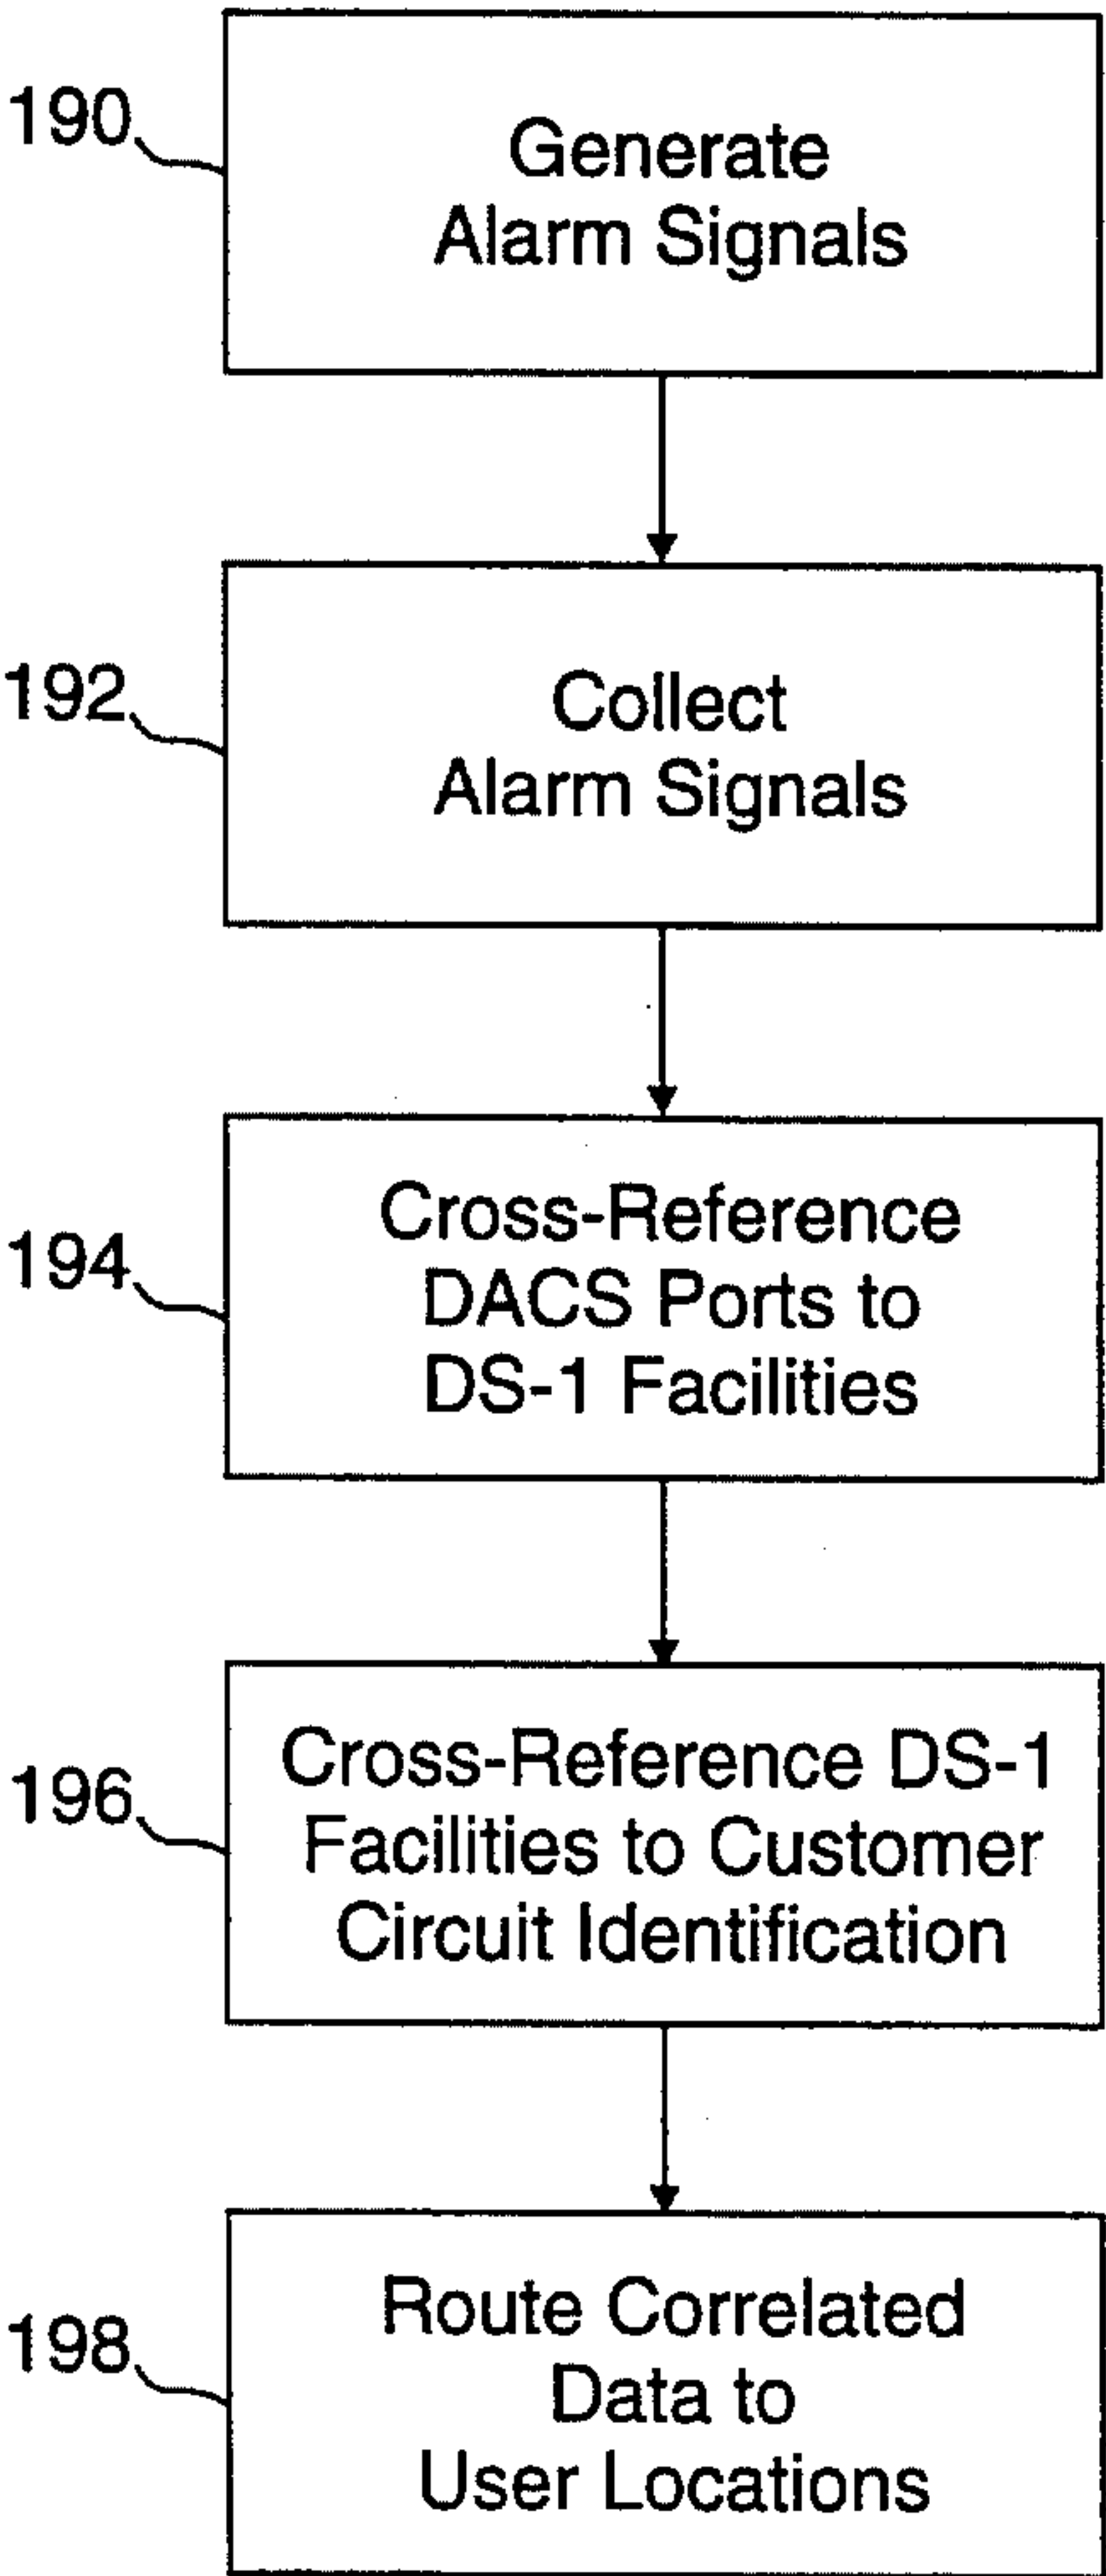 190
Generate
Alarm Signals
192
Collect
Alarm Signals
194
Cross-Reference
DACS Ports to
DS-1 Facilities
196
Cross-Reference DS-1
Facilities to Customer
Circuit Identification
198
Route Correlated
Data to
User Locations